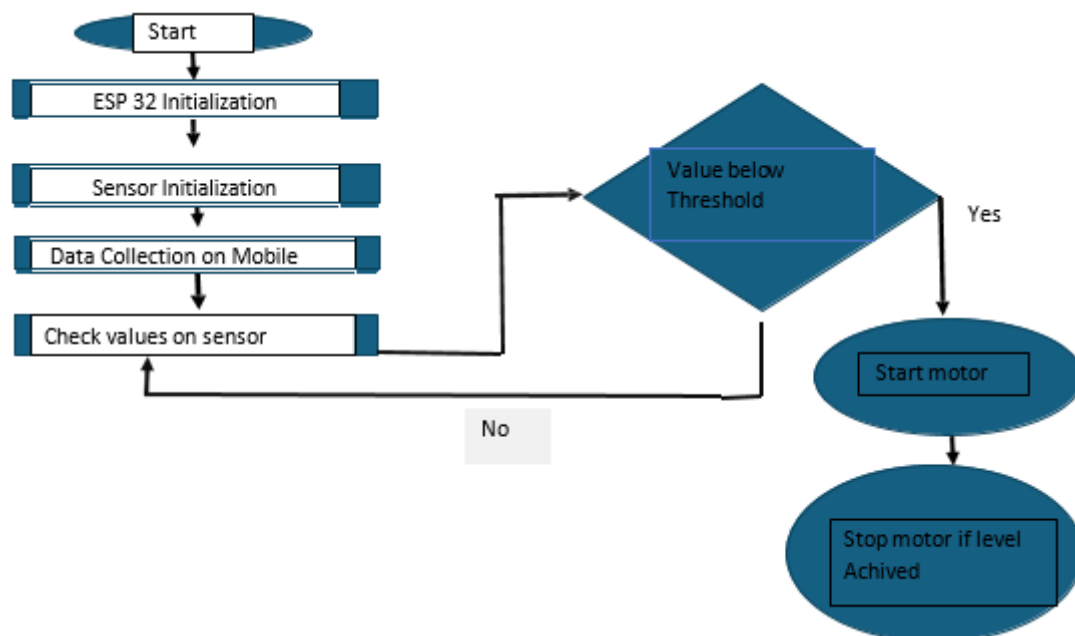 Start
ESP 32 Initialization
Sensor Initialization
Data Collection on Mobile
Check values on sensor
Value below
Threshold
Yes
No
Start motor
Stop motor if level
Achived